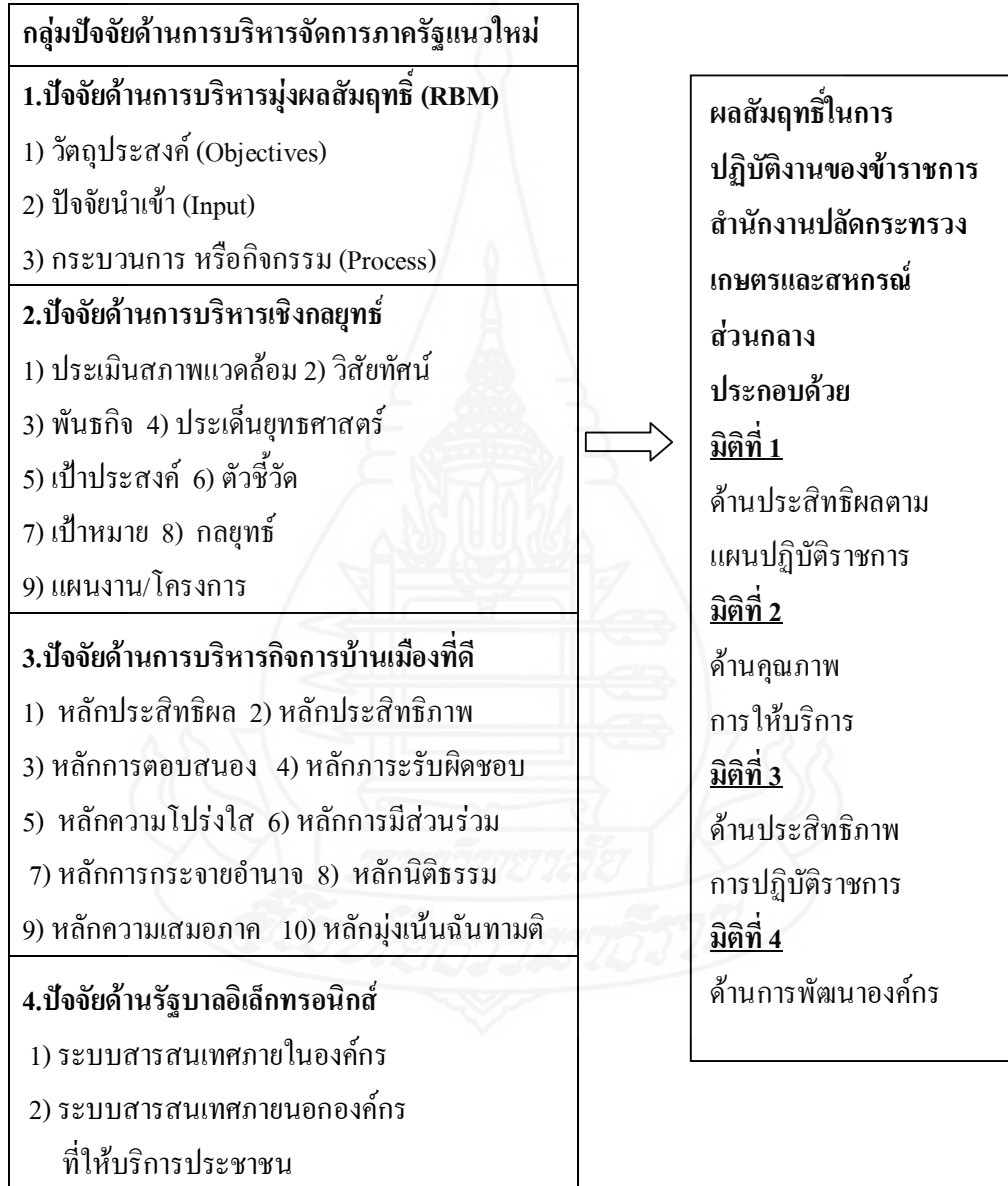 กลุ่มปัจจัยด้านการบริหารจัดการภาครัฐแนวใหม่
1.ปัจจัยด้านการบริหารมุ่งผลสัมฤทธิ์ (RBM)
1) วัตถุประสงค์ (Objectives)
2) ปัจจัยนำเข้า (Input)
3) กระบวนการ หรือกิจกรรม (Process)
2.ปัจจัยด้านการบริหารเชิงกลยุทธ์
1) ประเมินสภาพแวดล้อม 2) วิสัยทัศน์
3) พันธกิจ 4) ประเด็นยุทธศาสตร์
5) เป้าประสงค์ 6) ตัวชี้วัด
7) เป้าหมาย 8) กลยุทธ์
9) แผนงาน/โครงการ
3.ปัจจัยด้านการบริหารกิจการบ้านเมืองที่ดี
1) หลักประสิทธิผล 2) หลักประสิทธิภาพ
3) หลักการตอบสนอง 4) หลักภาระรับผิดชอบ
5) หลักความโปร่งใส 6) หลักการมีส่วนร่วม
7) หลักการกระจายอำนาจ 8) หลักนิติธรรม
9) หลักความเสมอภาค 10) หลักมุ่งเน้นฉันทามติ
4.ปัจจัยด้านรัฐบาลอิเล็กทรอนิกส์
1) ระบบสารสนเทศภายในองค์กร
2) ระบบสารสนเทศภายนอกองค์กร
ที่ให้บริการประชาชน
ผลสัมฤทธิ์ในการ
ปฏิบัติงานของข้าราชการ
สำนักงานปลัดกระทรวง
เกษตรและสหกรณ์
ส่วนกลาง
ประกอบด้วย
มิติที่ 1
ด้านประสิทธิผลตาม
แผนปฏิบัติราชการ
มิติที่ 2
ด้านคุณภาพ
การให้บริการ
มิติที่ 3
ด้านประสิทธิภาพ
การปฏิบัติราชการ
มิติที่ 4
ด้านการพัฒนาองค์กร